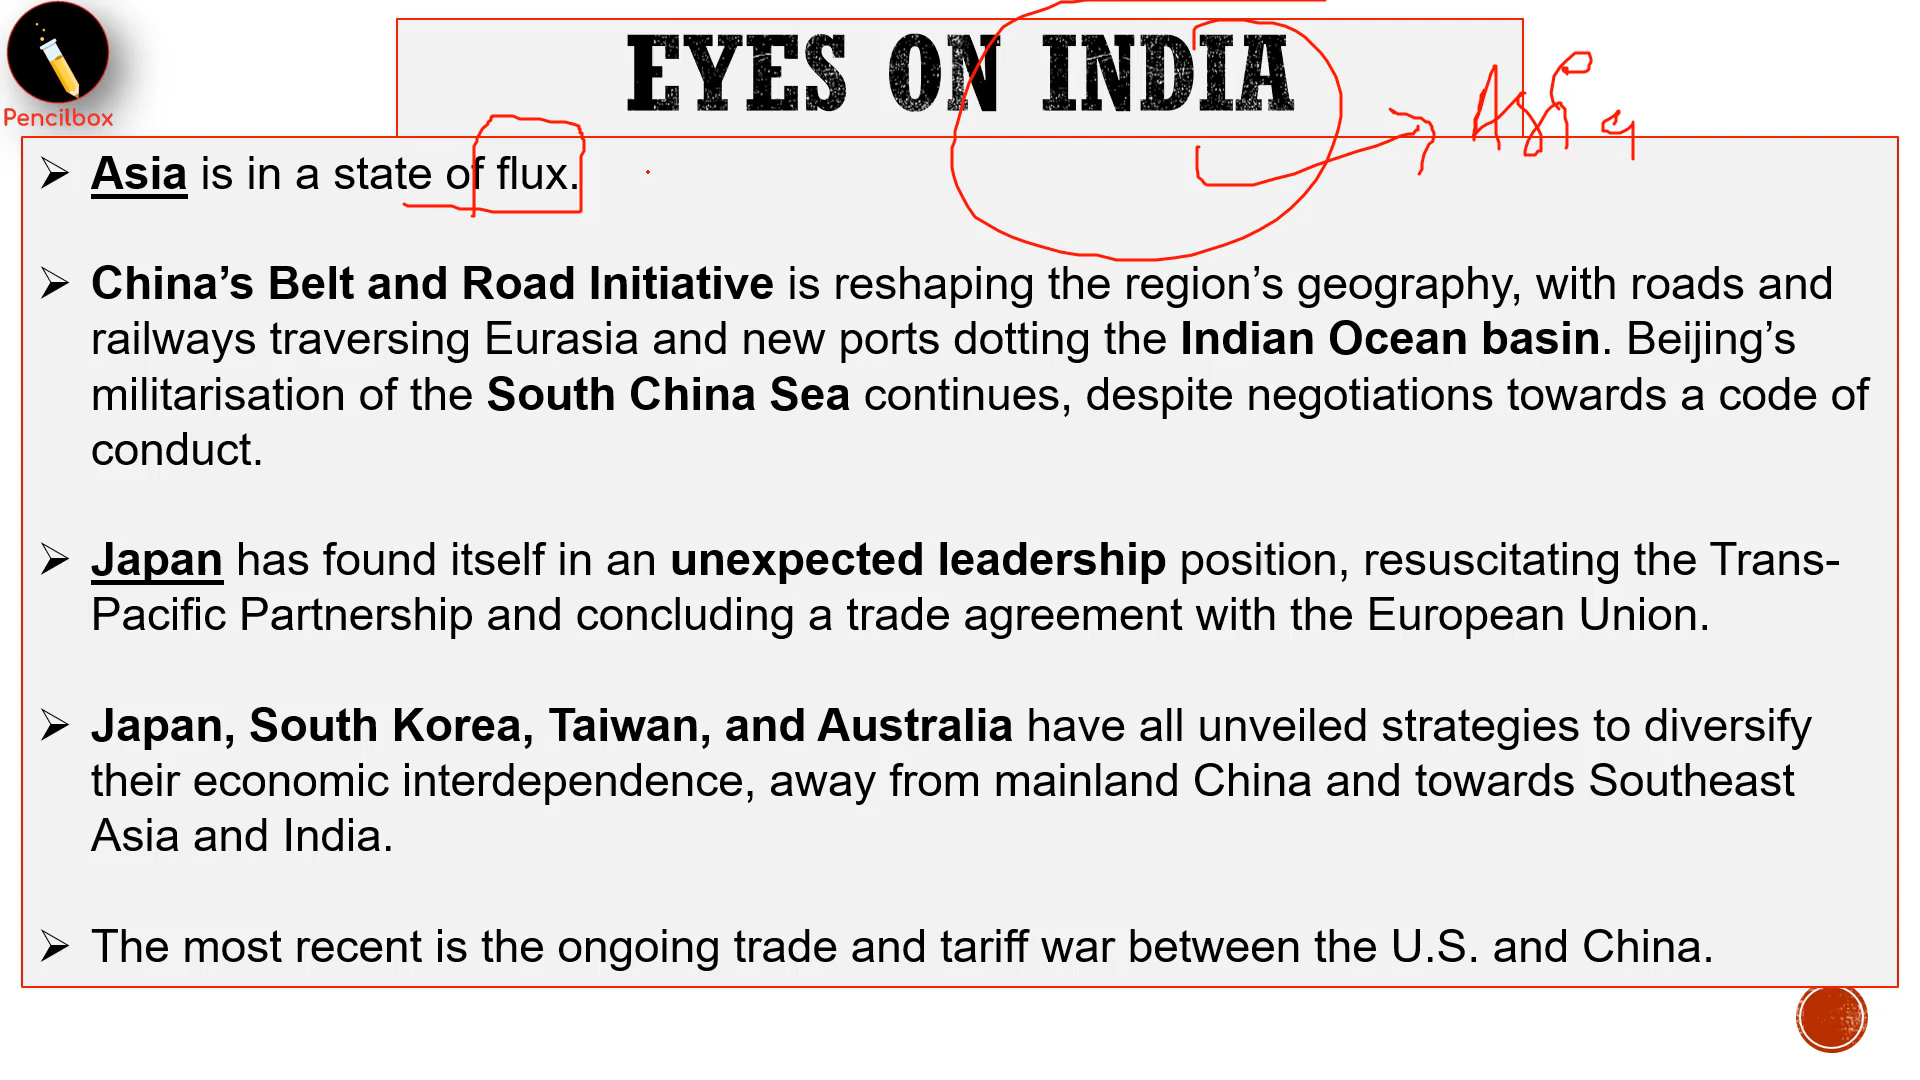 Pencilbox
EYES ON INDIA
Asia
➢ Asia is in a state of flux.
➢ China’s Belt and Road Initiative is reshaping the region’s geography, with roads and
railways traversing Eurasia and new ports dotting the Indian Ocean basin. Beijing’s
militarisation of the South China Sea continues, despite negotiations towards a code of
conduct.
➢ Japan has found itself in an unexpected leadership position, resuscitating the Trans-
Pacific Partnership and concluding a trade agreement with the European Union.
➢ Japan, South Korea, Taiwan, and Australia have all unveiled strategies to diversify
their economic interdependence, away from mainland China and towards Southeast
Asia and India.
➢ The most recent is the ongoing trade and tariff war between the U.S. and China.